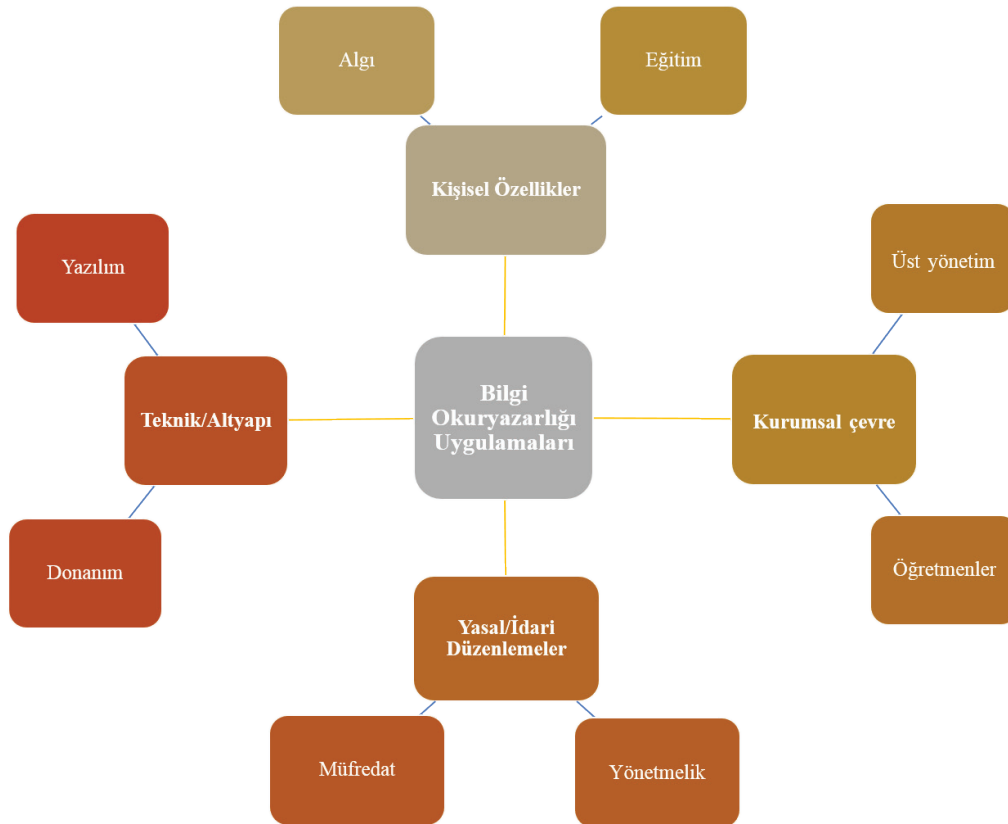 Algı
Eğitim
Kişisel Özellikler
Yazılım
Üst yönetim
Teknik/Altyapı
Bilgi
Okuryazarlığı
Uygulamaları
Kurumsal çevre
Donanım
Öğretmenler
Yasal/İdari
Düzenlemeler
Müfredat
Yönetmelik